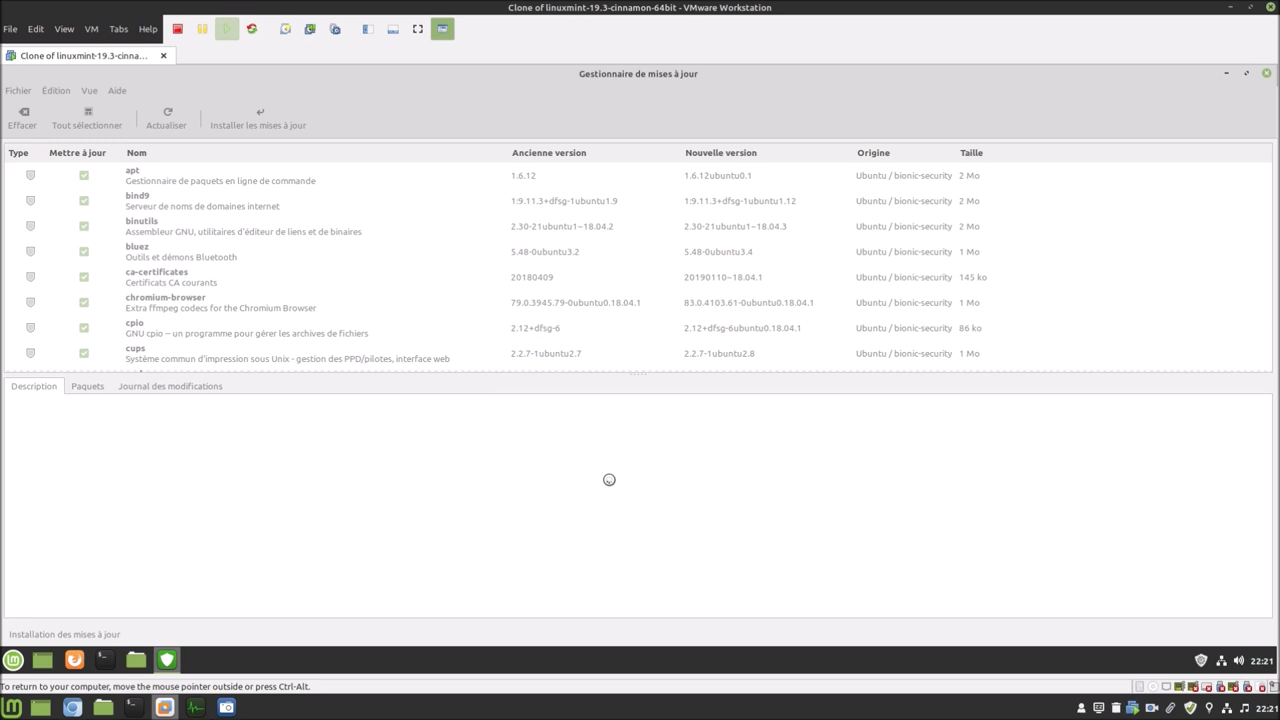 Clone of linuxmint-19.3-cinnamon-64bit - VMware Workstation
File Edit View VM Tabs Help
Clone of linuxmint-19.3-cinna...
Gestionnaire de mises à jour
Fichier Édition Vue Aide
Effacer Tout sélectionner Actualiser Installer les mises à jour
Type Mettre à jour Nom Ancienne version Nouvelle version Origine Taille
apt
Gestionnaire de paquets en ligne de commande 1.6.12 1.6.12ubuntu0.1 Ubuntu / bionic-security 2 Mo
bind9
Serveur de noms de domaines internet 1:9.11.3+dfsg-1ubuntu1.9 1:9.11.3+dfsg-1ubuntu1.12 Ubuntu / bionic-security 2 Mo
binutils
Assembleur GNU, utilitaires d'éditeur de liens et de binaires 2.30-21ubuntu1~18.04.2 2.30-21ubuntu1~18.04.3 Ubuntu / bionic-security 2 Mo
bluez
Outils et démons Bluetooth 5.48-0ubuntu3.2 5.48-0ubuntu3.4 Ubuntu / bionic-security 1 Mo
ca-certificates
Certificats CA courants 20180409 20190110~18.04.1 Ubuntu / bionic-security 145 ko
chromium-browser
Extra ffmpeg codecs for the Chromium Browser 79.0.3945.79-0ubuntu0.18.04.1 83.0.4103.61-0ubuntu0.18.04.1 Ubuntu / bionic-security 1 Mo
cpio
GNU cpio -- un programme pour gérer les archives de fichiers 2.12+dfsg-6 2.12+dfsg-6ubuntu0.18.04.1 Ubuntu / bionic-security 86 ko
cups
Système commun d'impression sous Unix - gestion des PPD/pilotes, interface web 2.2.7-1ubuntu2.7 2.2.7-1ubuntu2.8 Ubuntu / bionic-security 1 Mo
Description Paquets Journal des modifications
Installation des mises à jour
22:21
To return to your computer, move the mouse pointer outside or press Ctrl-Alt.
22:21